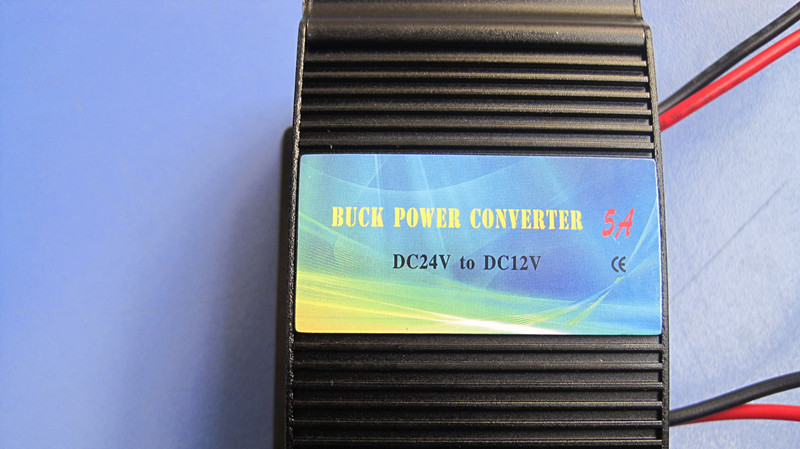 BUCK POWER CONVERTER 5A
DC24V to DC12V CE